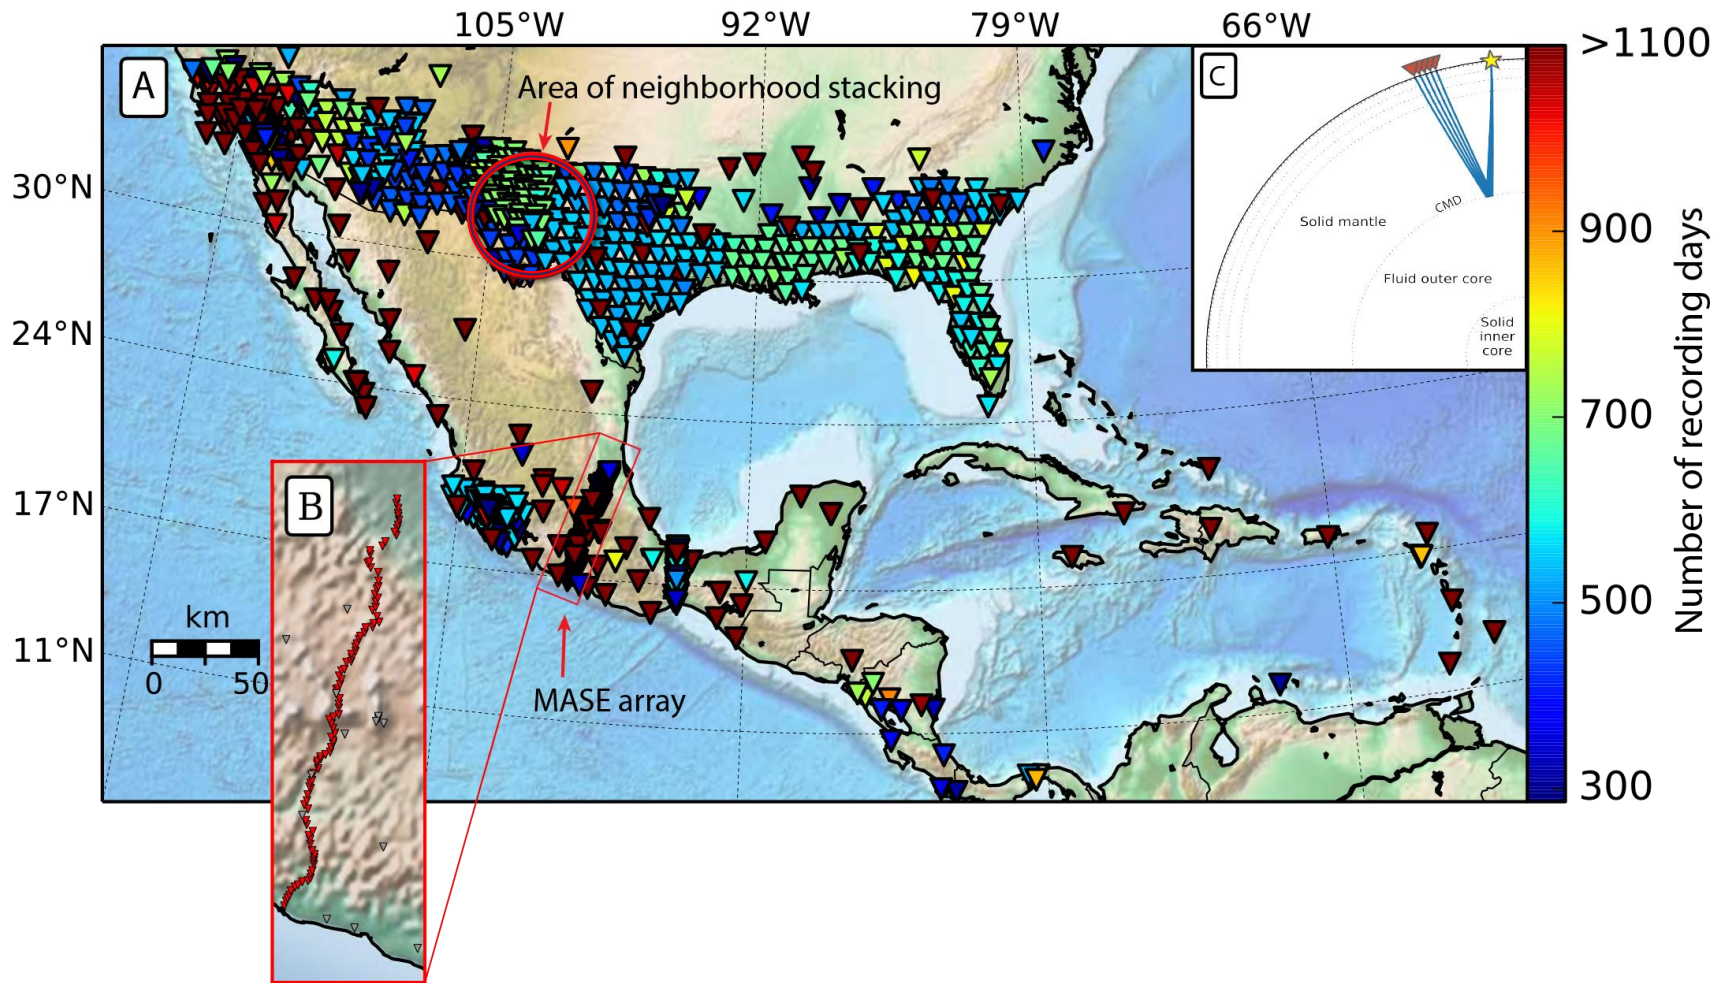 105°W 92°W 79°W 66°W
>1100
A
Area of neighborhood stacking
C
CMD
Solid mantle
Fluid outer core
Solid
inner
core
30°N
24°N
17°N
11°N
900
700
500
300
Number of recording days
B
km
0 50
MASE array